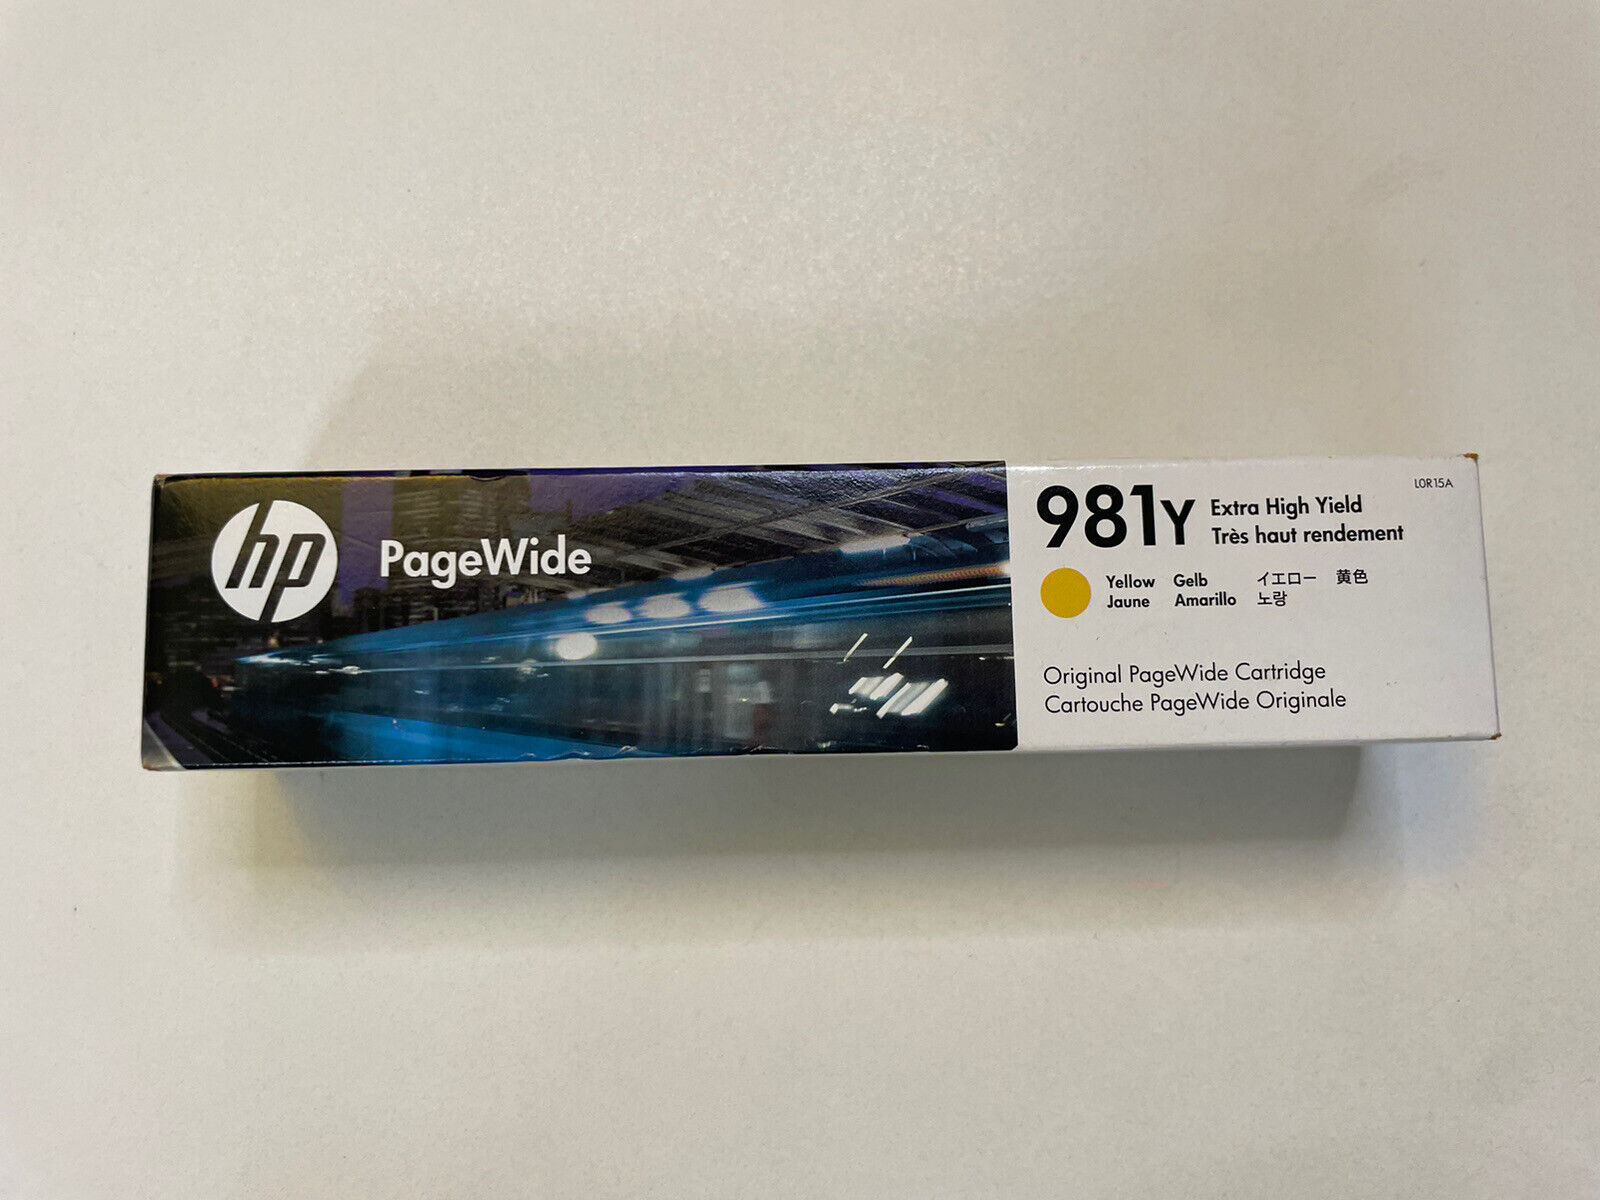 hp
PageWide
981Y Extra High Yield
Très haut rendement
L0R15A
Yellow Gelb イエロー 黄色
Jaune Amarillo 노랑
Original PageWide Cartridge
Cartouche PageWide Originale